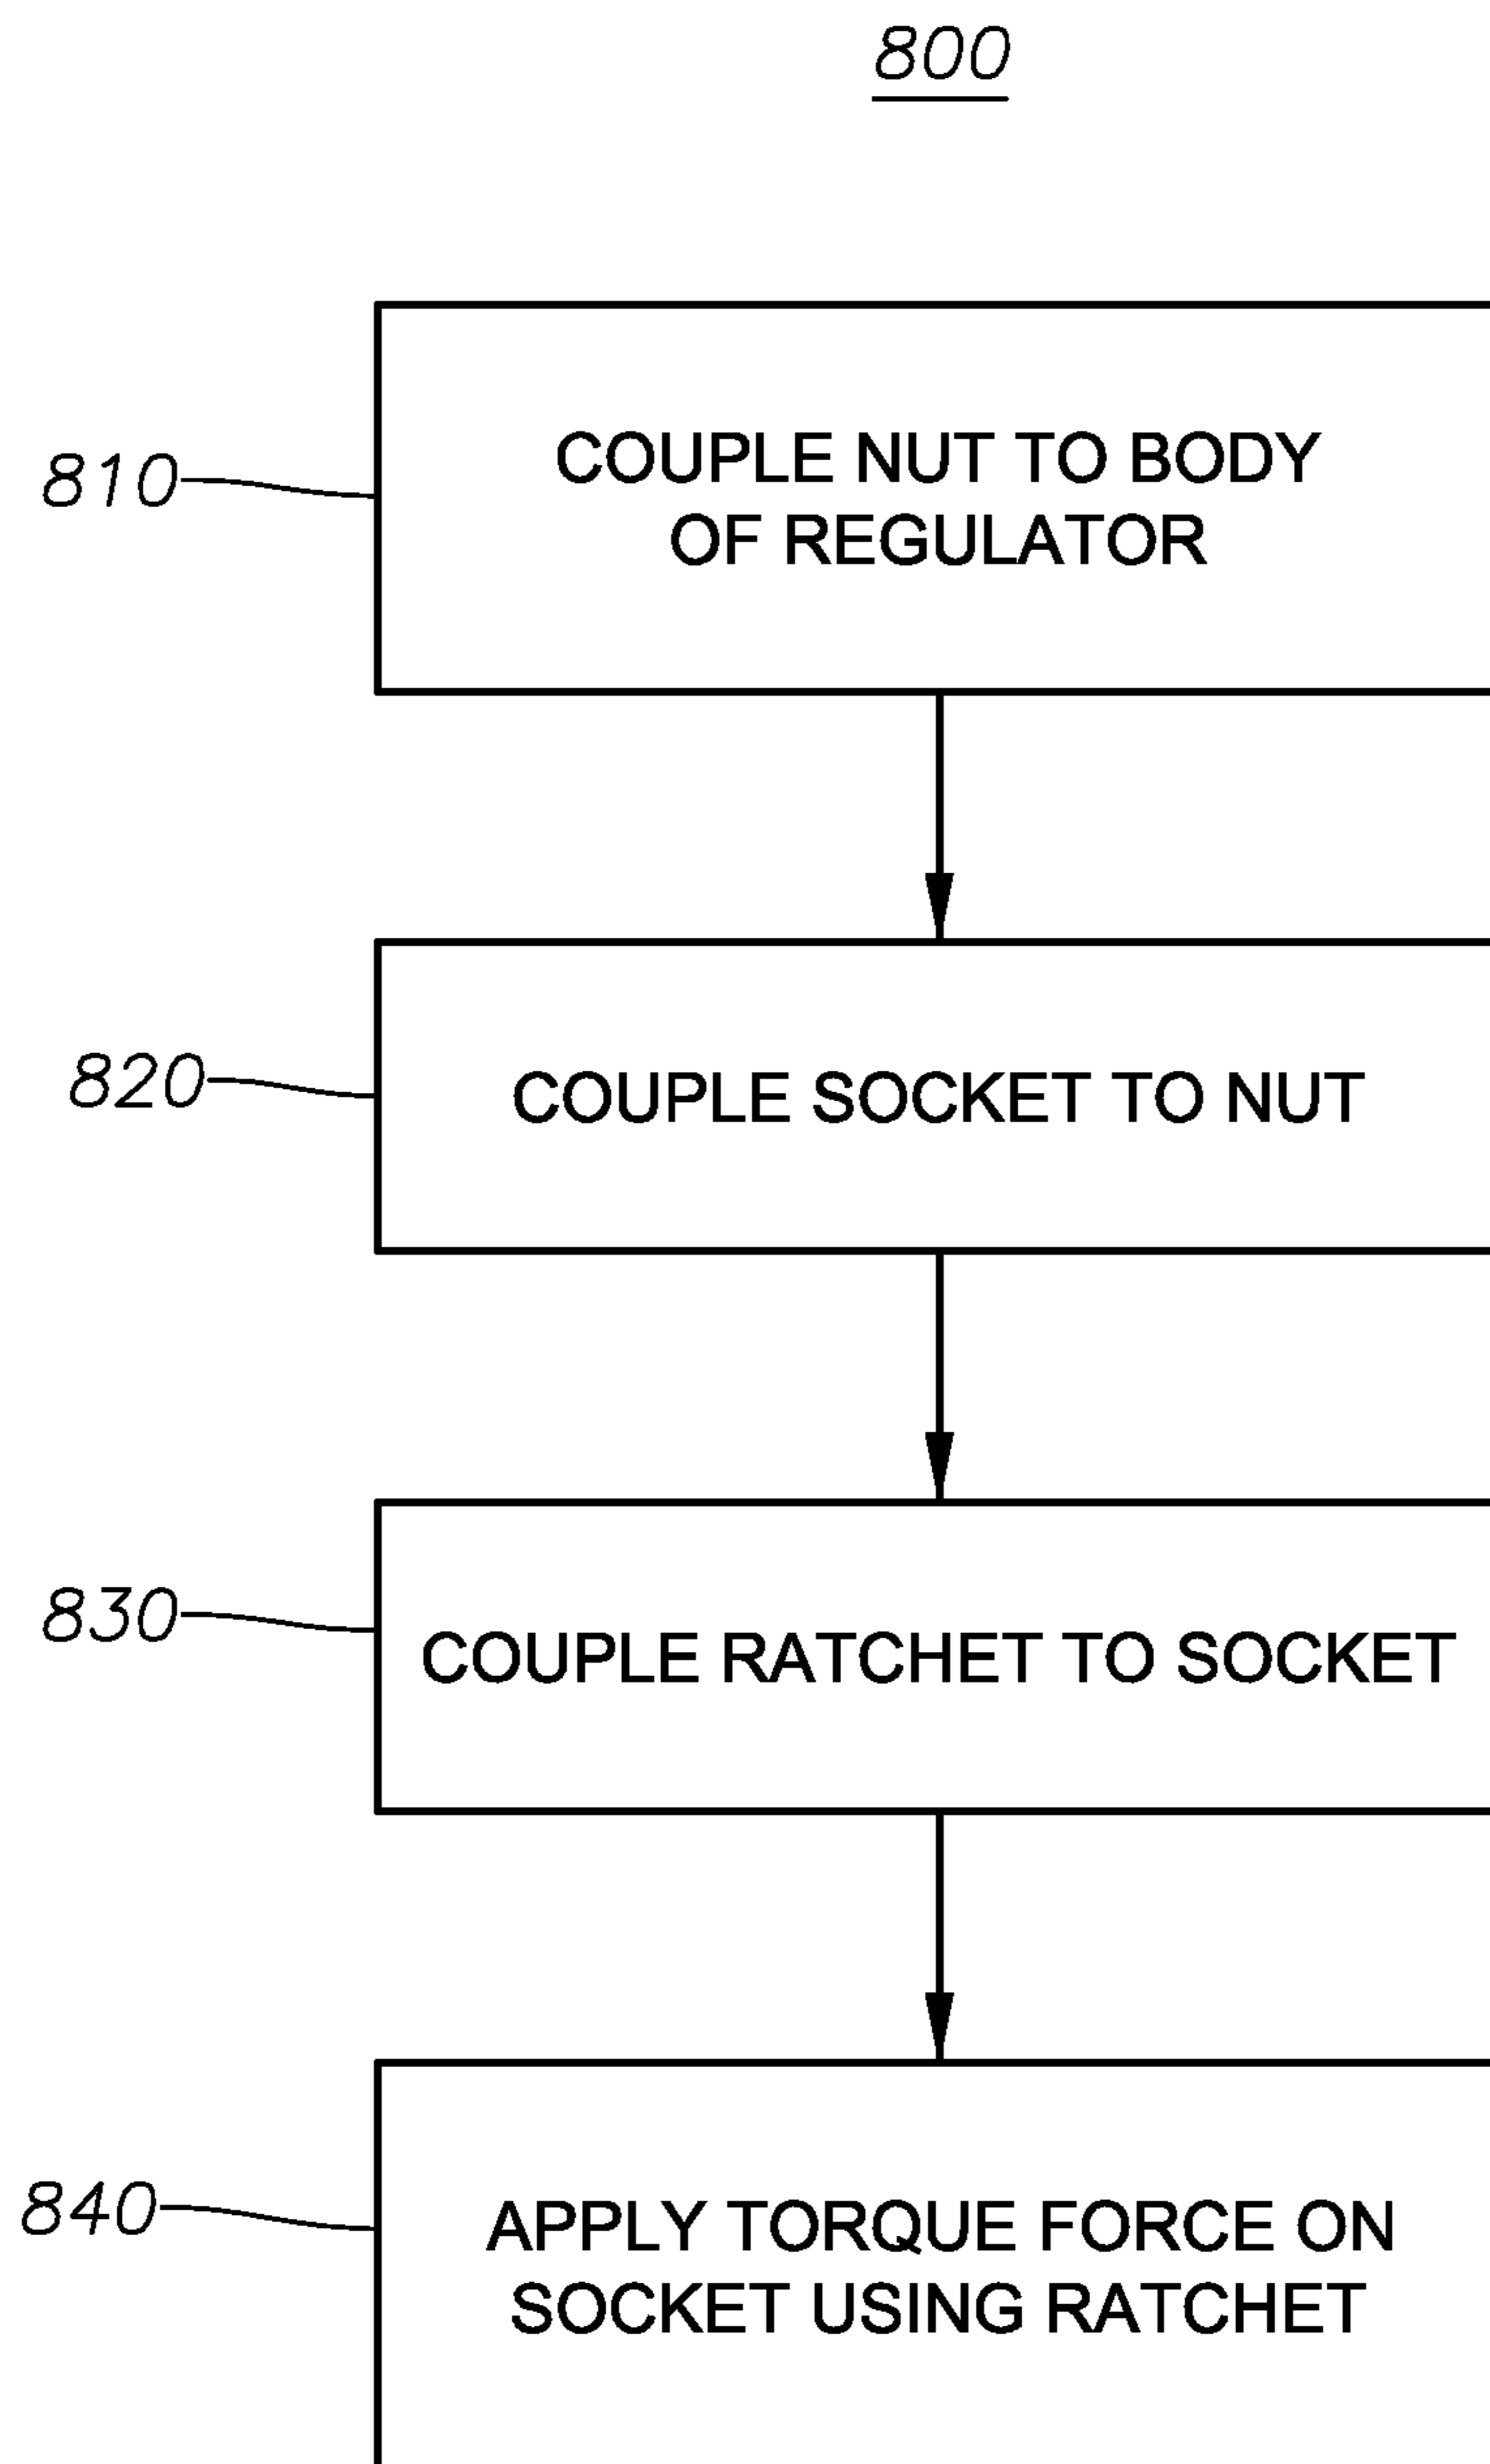 800
810
COUPLE NUT TO BODY
OF REGULATOR
820
COUPLE SOCKET TO NUT
830
COUPLE RATCHET TO SOCKET
840
APPLY TORQUE FORCE ON
SOCKET USING RATCHET